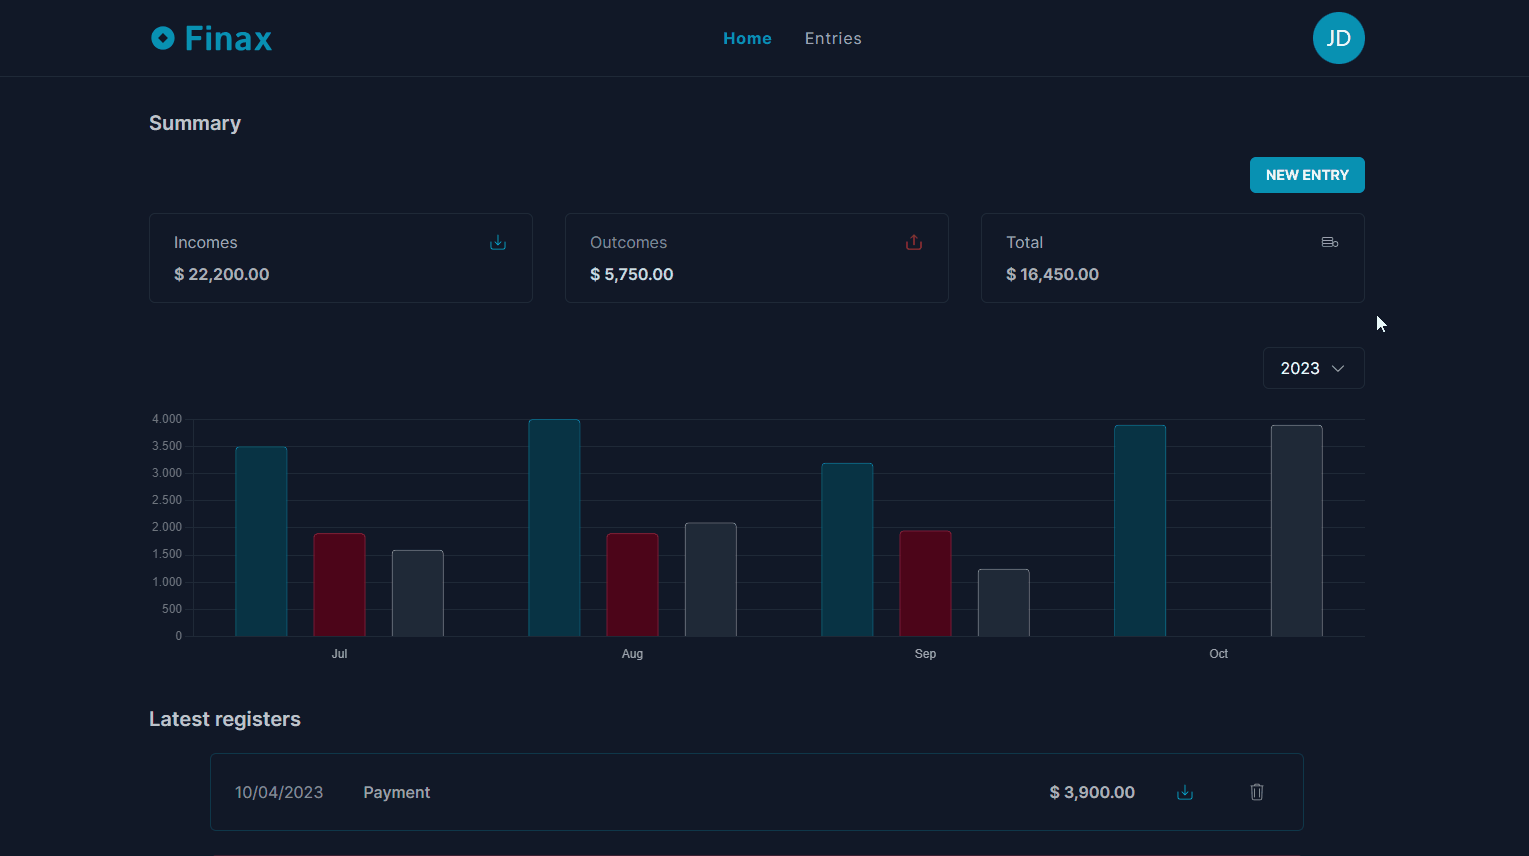 Finax
Home Entries
JD
Summary
NEW ENTRY
Incomes
$ 22,200.00
Outcomes
$ 5,750.00
Total
$ 16,450.00
2023
4.000
3.500
3.000
2.500
2.000
1.500
1.000
500
0
Jul Aug Sep Oct
Latest registers
10/04/2023 Payment $ 3,900.00